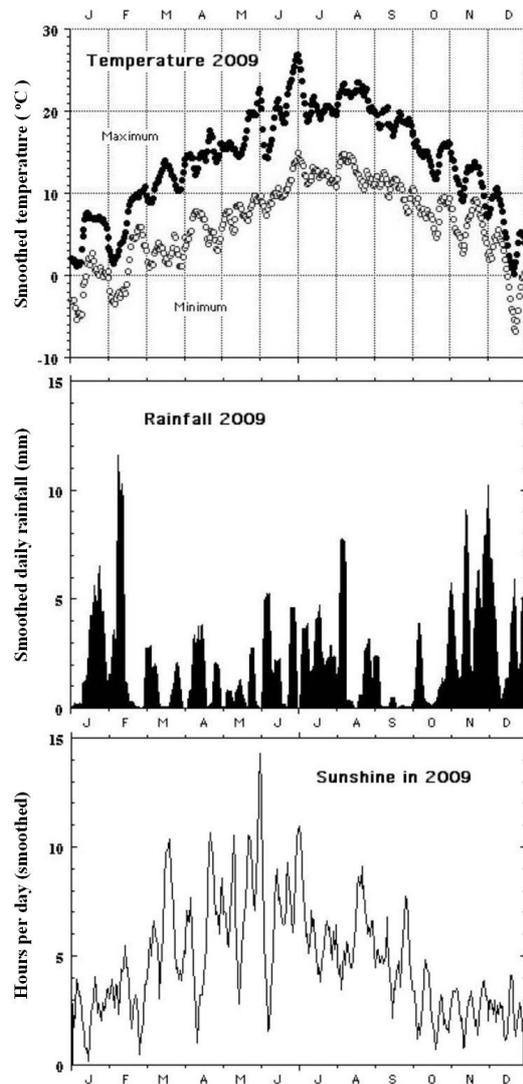 J F M A M J J A S O N D
30
Temperature 2009
Maximum
20
Smoothed temperature ( °C)
10
0
Minimum
-10
J F M A M J J A S O N D
15
Rainfall 2009
10
Smoothed daily rainfall (mm)
5
0
J F M A M J J A S O N D
15
Sunshine in 2009
10
Hours per day (smoothed)
5
0
J F M A M J J A S O N D